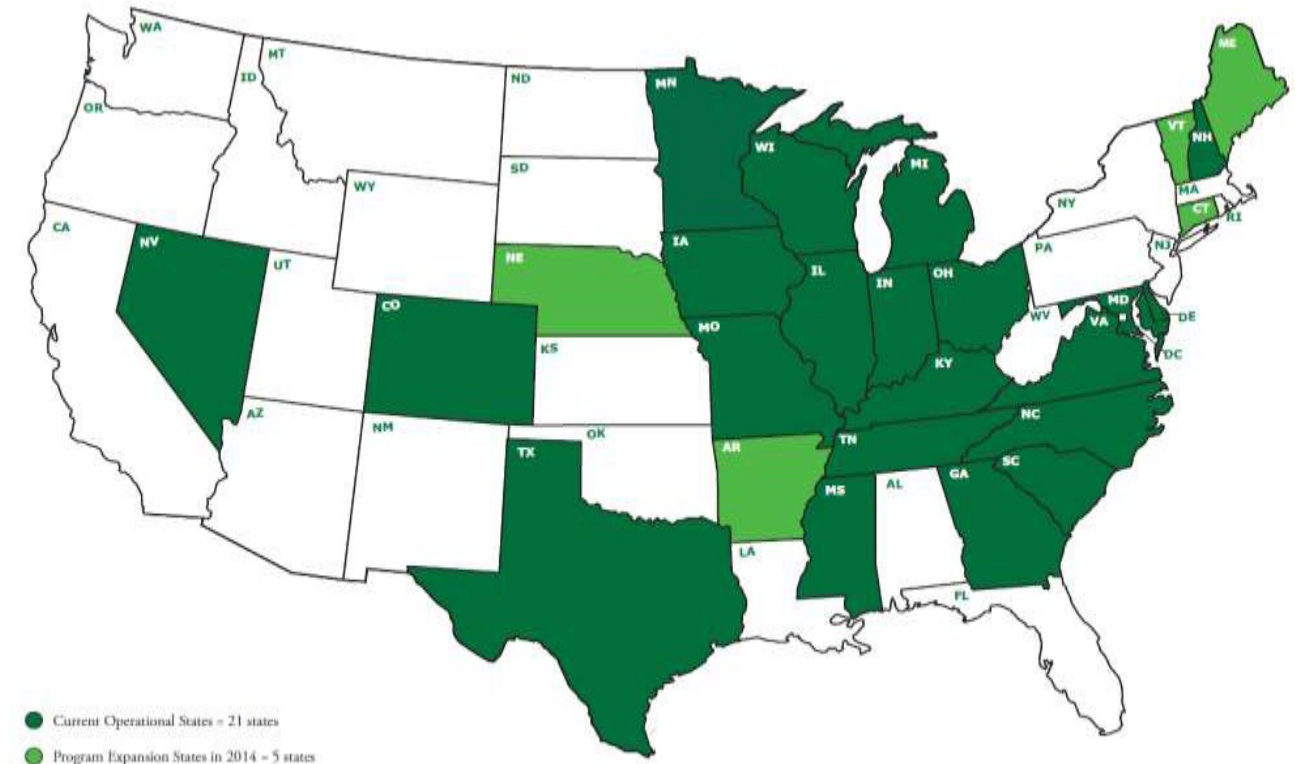 WA
MT
ID
ND
MN
ME
OR
VT
NH
WI
MI
SD
WY
MA
NY
CT
RI
CA
NV
IA
PA
NJ
UT
NE
IL
IN
OH
CO
MD
WV
VA
DE
MO
KS
KY
DC
AZ
NM
NC
OK
TN
TX
AR
SC
GA
MS
AL
LA
FL
Current Operational States = 21 states
Program Expansion States in 2014 = 5 states